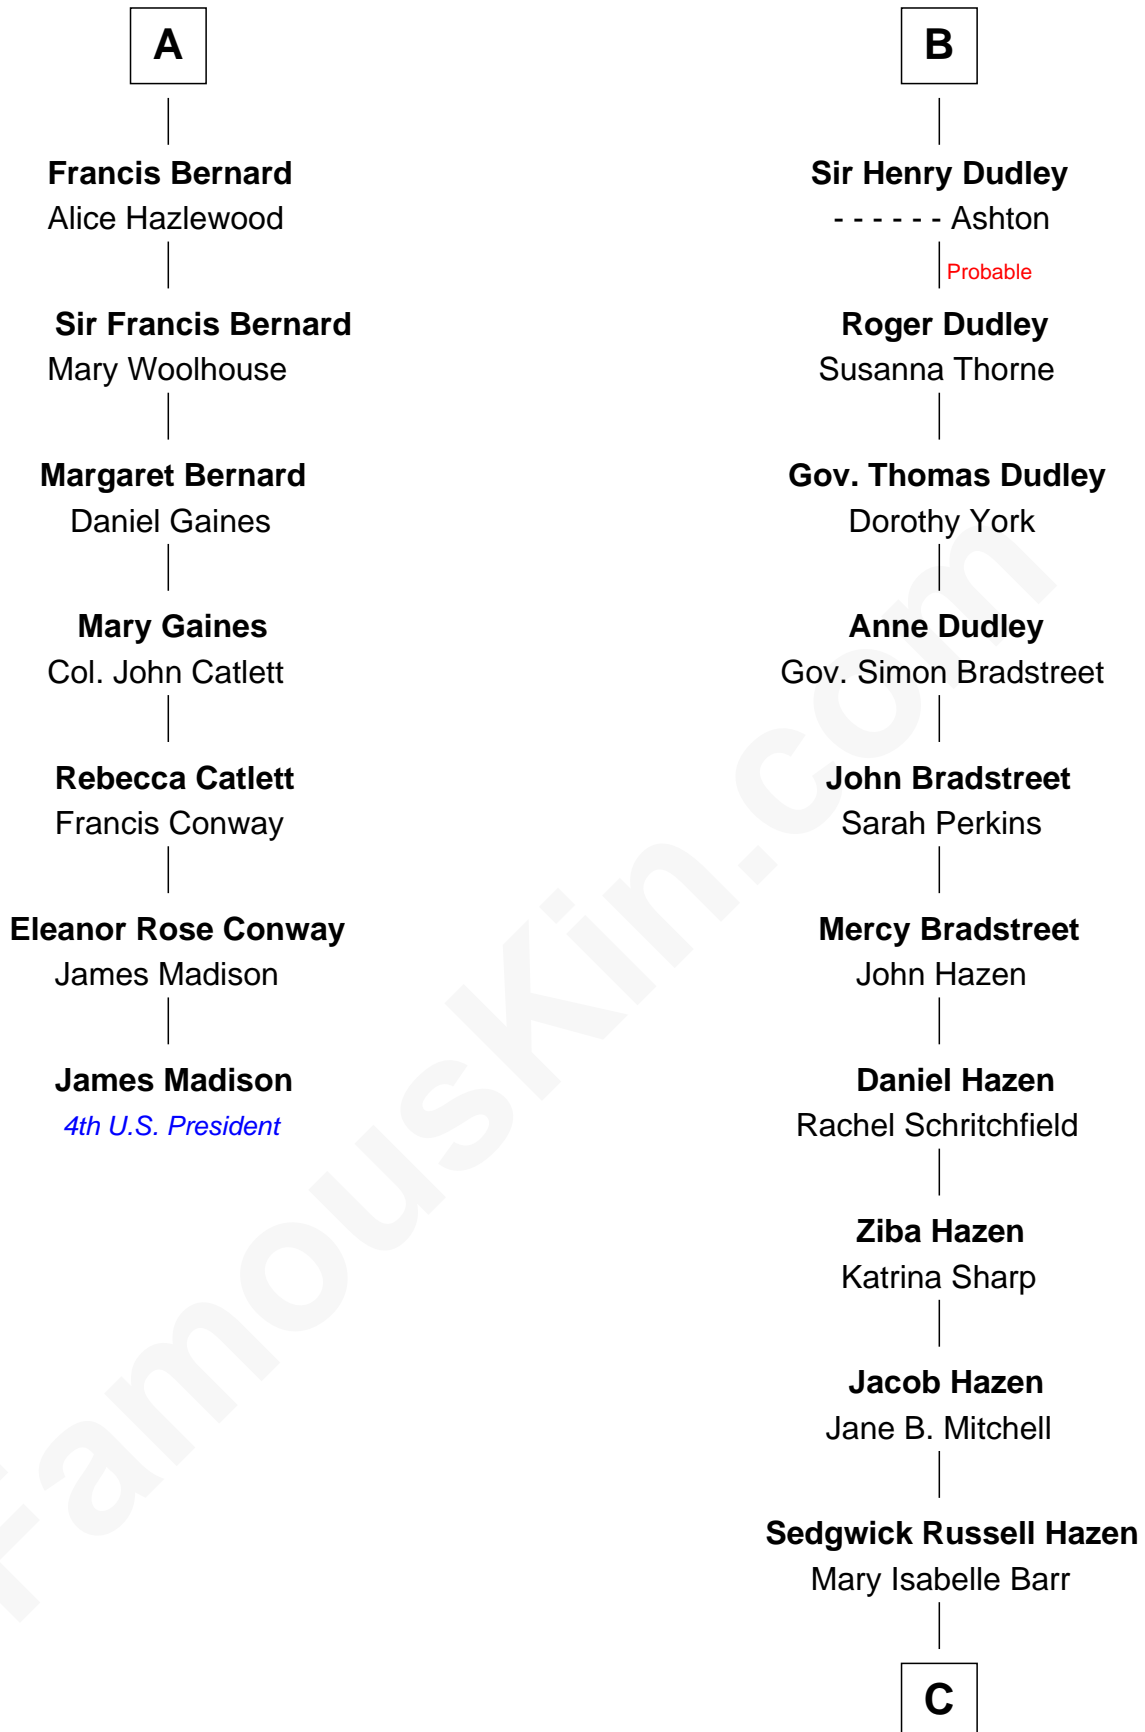 A
Francis Bernard
Alice Hazlewood
Sir Francis Bernard
Mary Woolhouse
Margaret Bernard
Daniel Gaines
Mary Gaines
Col. John Catlett
Rebecca Catlett
Francis Conway
Eleanor Rose Conway
James Madison
James Madison
4th U.S. President
B
Sir Henry Dudley
- - - - - - Ashton
Probable
Roger Dudley
Susanna Thorne
Gov. Thomas Dudley
Dorothy York
Anne Dudley
Gov. Simon Bradstreet
John Bradstreet
Sarah Perkins
Mercy Bradstreet
John Hazen
Daniel Hazen
Rachel Schritchfield
Ziba Hazen
Katrina Sharp
Jacob Hazen
Jane B. Mitchell
Sedgwick Russell Hazen
Mary Isabelle Barr
C
FamousKin.com